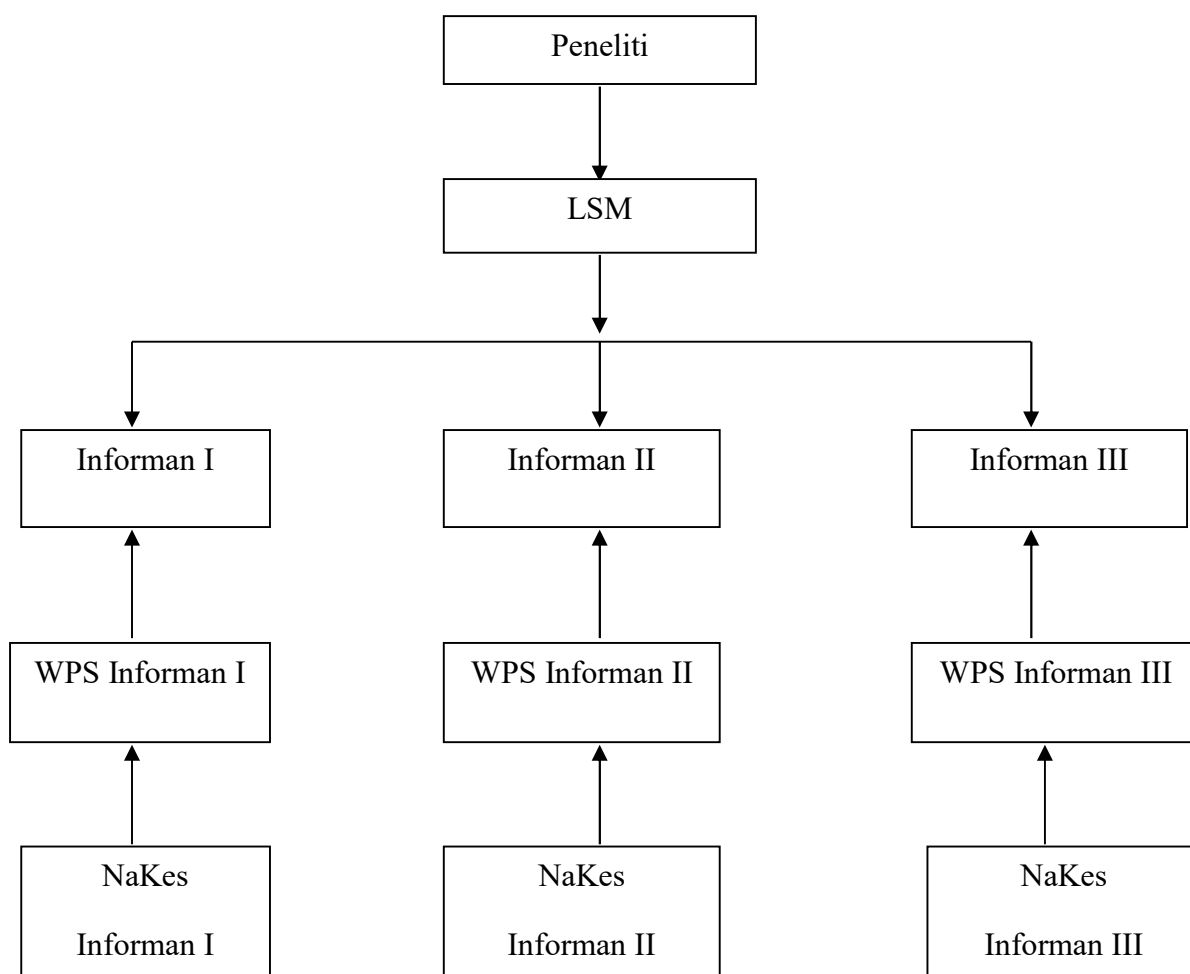 Peneliti
LSM
Informan I
Informan II
Informan III
WPS Informan I
WPS Informan II
WPS Informan III
NaKes
Informan I
NaKes
Informan II
NaKes
Informan III